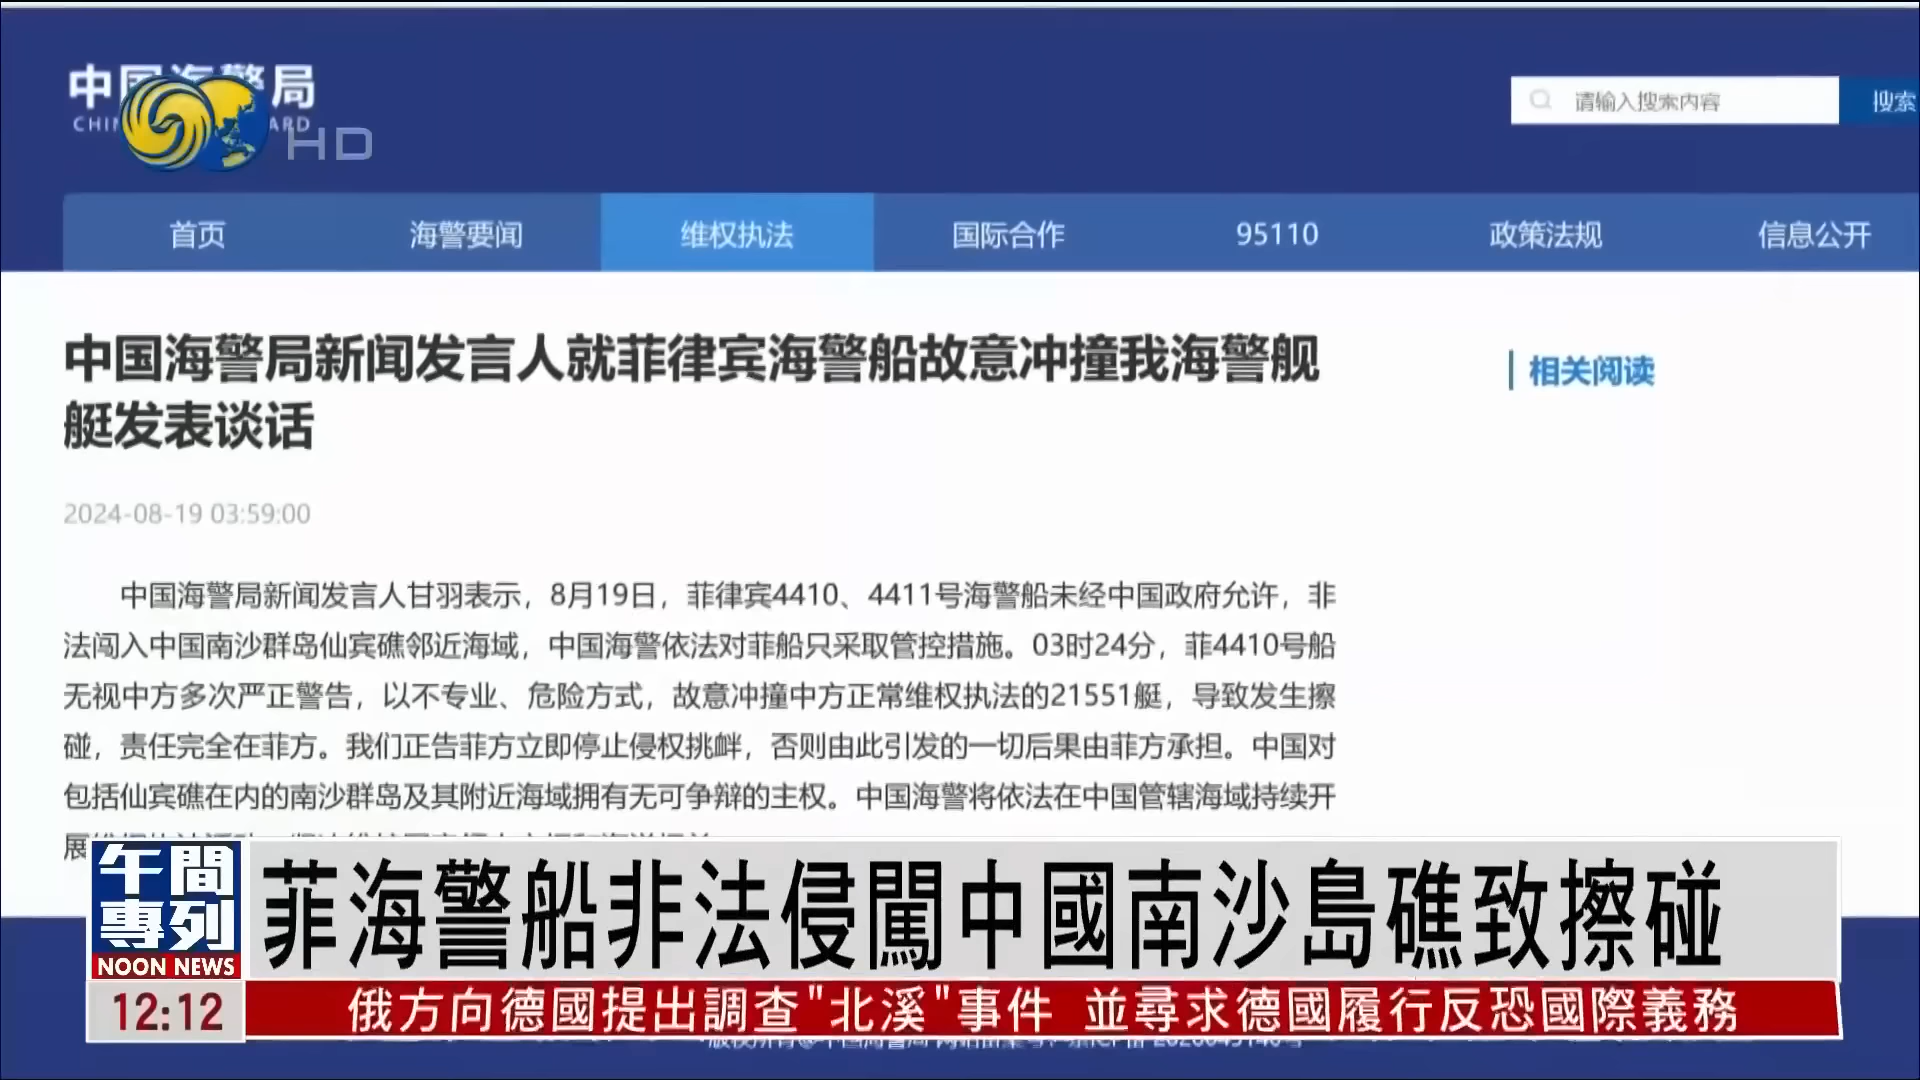 中国海警局
HD
请输入搜索内容
搜索
首页
海警要闻
维权执法
国际合作
95110
政策法规
信息公开
中国海警局新闻发言人就菲律宾海警船故意冲撞我海警舰
艇发表谈话
相关阅读
2024-08-19 03:59:00
中国海警局新闻发言人甘羽表示，8月19日，菲律宾4410、4411号海警船未经中国政府允许，非
法闯入中国南沙群岛仙宾礁邻近海域，中国海警依法对菲船只采取管控措施。03时24分，菲4410号船
无视中方多次严正警告，以不专业、危险方式，故意冲撞中方正常维权执法的21551艇，导致发生擦
碰，责任完全在菲方。我们正告菲方立即停止侵权挑衅，否则由此引发的一切后果由菲方承担。中国对
包括仙宾礁在内的南沙群岛及其附近海域拥有无可争辩的主权。中国海警将依法在中国管辖海域持续开
午間
專列
NOON NEWS
菲海警船非法侵闖中國南沙島礁致擦碰
12:12
俄方向德國提出調查"北溪"事件 並尋求德國履行反恐國際義務